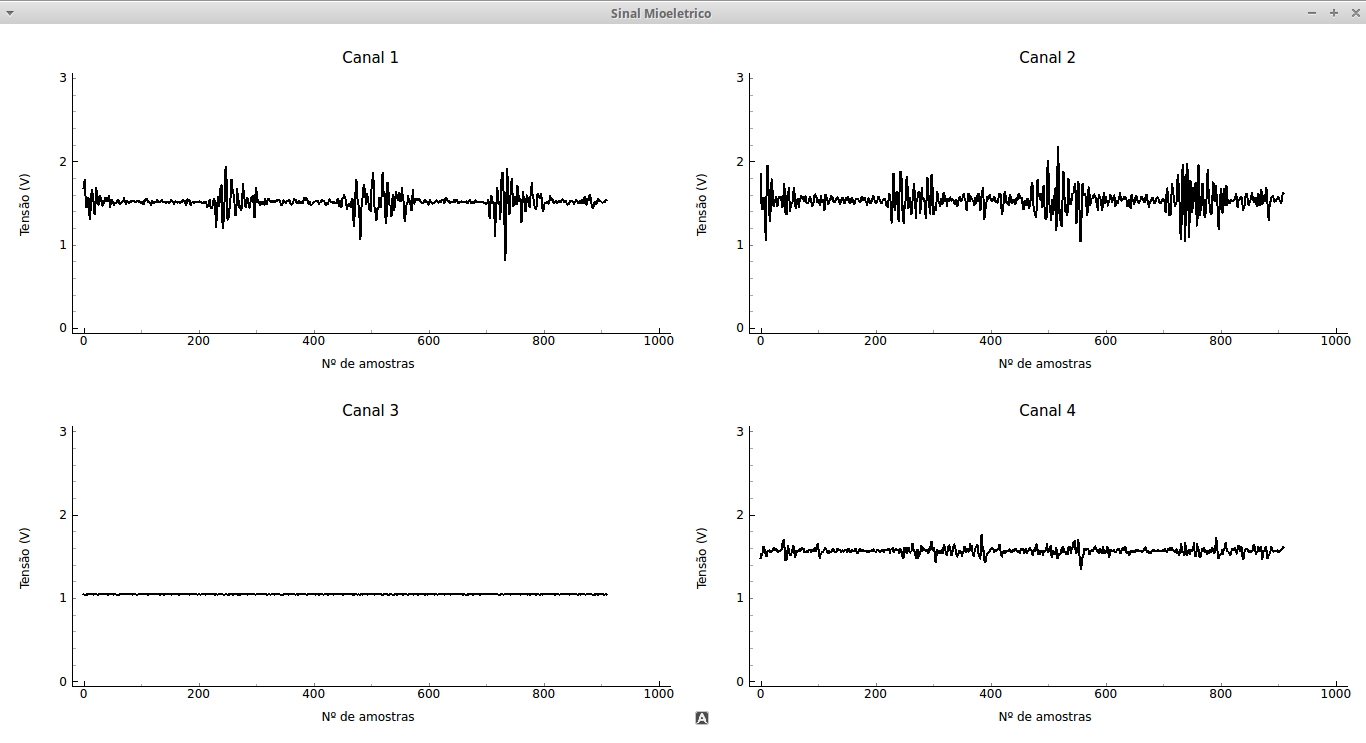 Sinal Mioeletrico
Canal 1
3
2
1
0
Tensão (V)
0 200 400 600 800 1000
Nº de amostras
Canal 2
3
2
1
0
Tensão (V)
0 200 400 600 800 1000
Nº de amostras
Canal 3
3
2
1
0
Tensão (V)
0 200 400 600 800 1000
Nº de amostras
Canal 4
3
2
1
0
Tensão (V)
0 200 400 600 800 1000
Nº de amostras
A